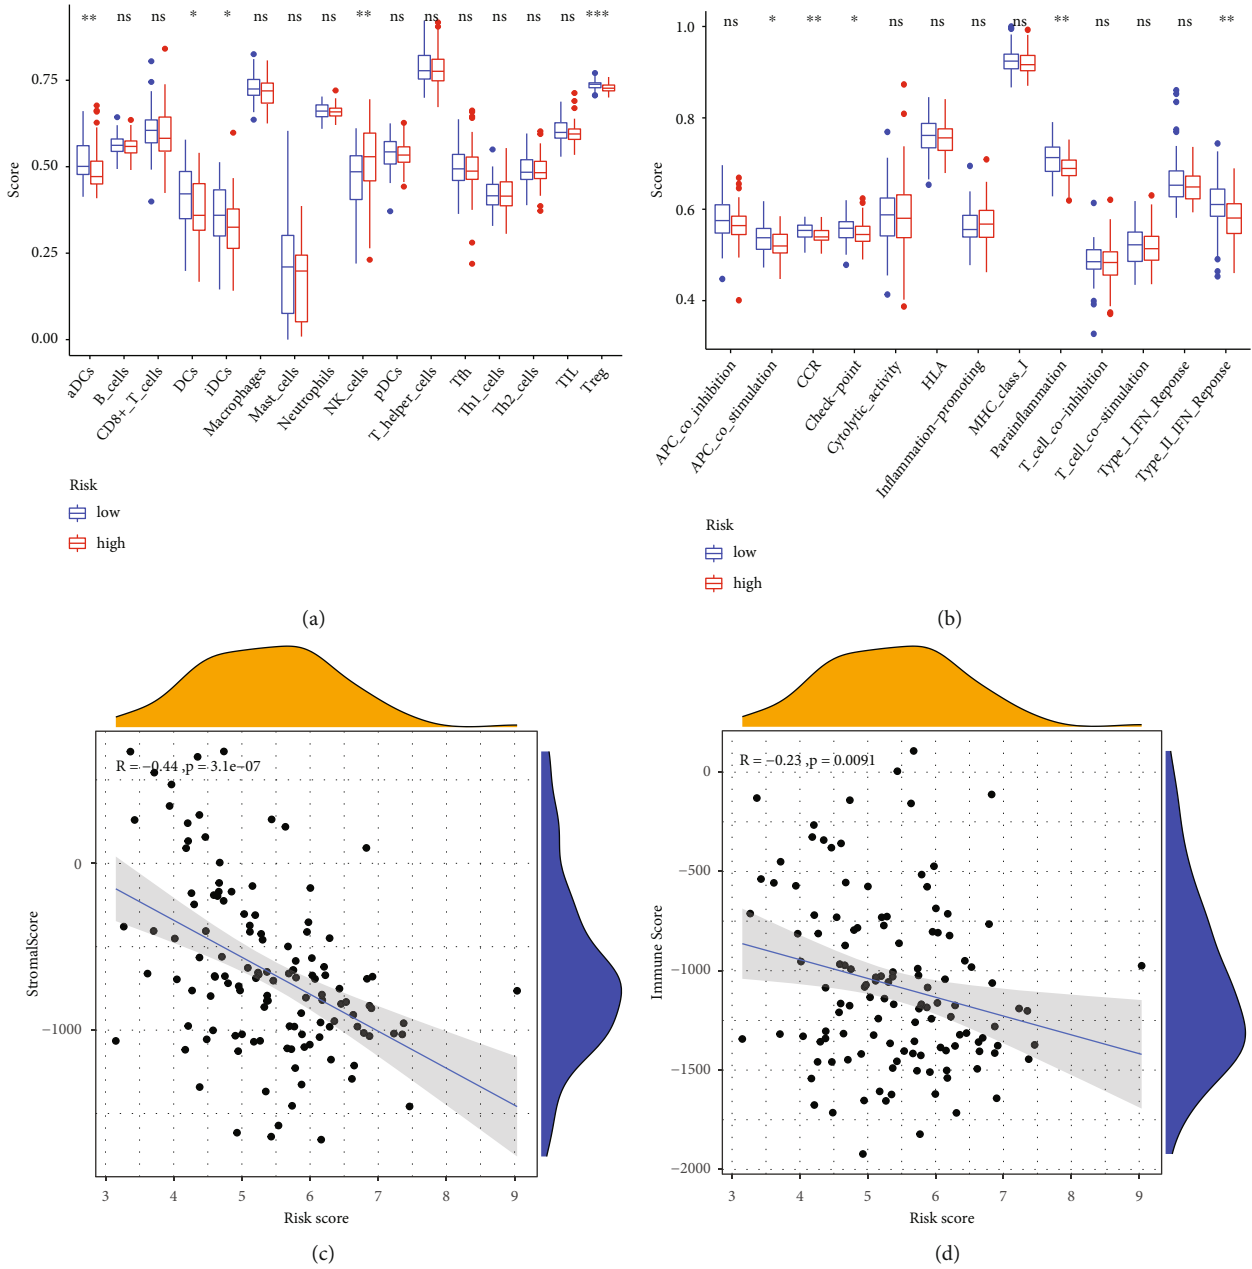 ** ns ns * * ns ns ns ** ns ns ns ns ns ns ***
Score
0.75
0.50
0.25
0.00
aDCs
B_cells
CD8+_T_cells
DCs
iDCs
Macrophages
Mast_cells
Neutrophils
NK_cells
pDCs
T_helper_cells
Tfh
Th1_cells
Th2_cells
TIL
Treg
Risk
low
high
(a)
ns * ** * ns ns ns ns ** ns ns ns **
Score
1.0
0.8
0.6
0.4
APC_co_inhibition
APC_co_stimulation
CCR
Check−point
Cytolytic_activity
HLA
Inflammation−promoting
MHC_class_I
Parainflammation
T_cell_co−inhibition
T_cell_co−stimulation
Type_I_IFN_Reponse
Type_II_IFN_Reponse
Risk
low
high
(b)
R = −0.44 ,p = 3.1e−07
StromalScore
0
−1000
3 4 5 6 7 8 9
Risk score
(c)
R = −0.23 ,p = 0.0091
Immune Score
0
−500
−1000
−1500
−2000
3 4 5 6 7 8 9
Risk score
(d)